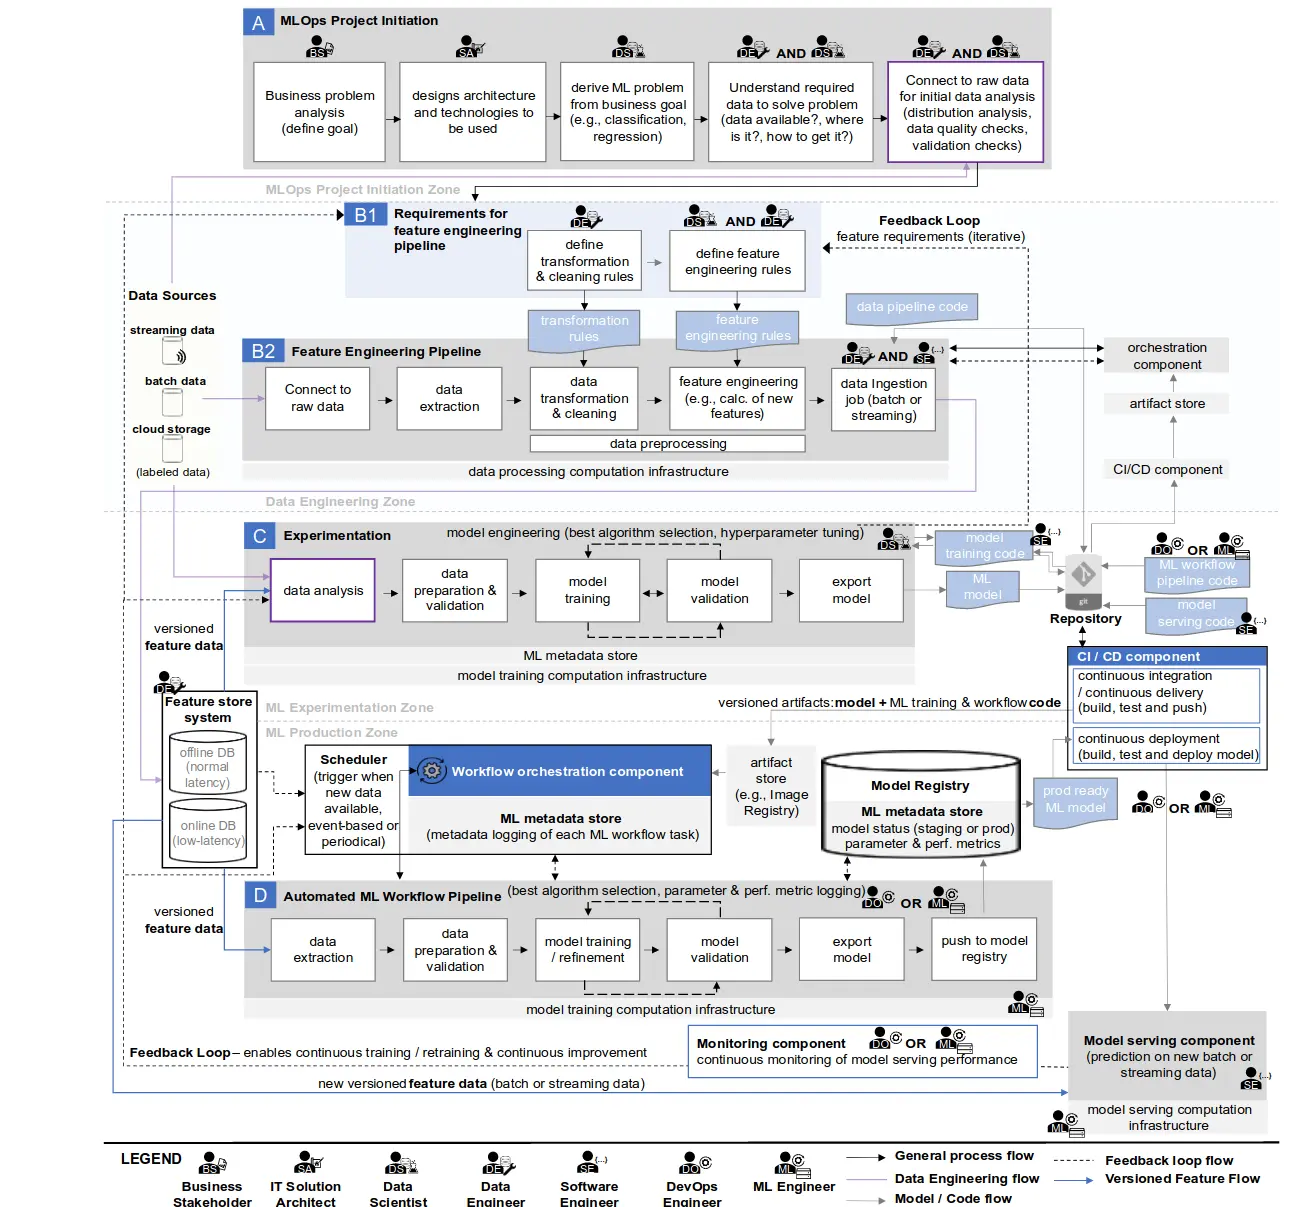 A MLOps Project Initiation
BS
SA
DS
DE AND DS
DE AND DS
Business problem
analysis
(define goal)
designs architecture
and technologies to
be used
derive ML problem
from business goal
(e.g., classification,
regression)
Understand required
data to solve problem
(data available?, where
is it?, how to get it?)
Connect to raw data
for initial data analysis
(distribution analysis,
data quality checks,
validation checks)
MLOps Project Initiation Zone
B1 Requirements for
feature engineering
pipeline
DE
DS AND DE
define
transformation
& cleaning rules
define feature
engineering rules
Feedback Loop
feature requirements (iterative)
Data Sources
streaming data
batch data
cloud storage
(labeled data)
transformation
rules
feature
engineering rules
data pipeline code
B2 Feature Engineering Pipeline
DE AND SE (...)
Connect to
raw data
data
extraction
data
transformation
& cleaning
feature engineering
(e.g., calc. of new
features)
data Ingestion
job (batch or
streaming)
data preprocessing
data processing computation infrastructure
orchestration
component
artifact store
CI/CD component
Data Engineering Zone
C Experimentation
model engineering (best algorithm selection, hyperparameter tuning)
DS
data analysis
data
preparation &
validation
model
training
model
validation
export
model
ML metadata store
model training computation infrastructure
model
training code
SE (...)
ML
model
git
Repository
DO OR ML
ML workflow
pipeline code
model
serving code
SE (...)
versioned
feature data
DE
Feature store
system
offline DB
(normal
latency)
online DB
(low-latency)
CI / CD component
continuous integration
/ continuous delivery
(build, test and push)
continuous deployment
(build, test and deploy model)
versioned artifacts: model + ML training & workflow code
ML Experimentation Zone
ML Production Zone
Scheduler
(trigger when
new data
available,
event-based or
periodical)
Workflow orchestration component
ML metadata store
(metadata logging of each ML workflow task)
artifact
store
(e.g., Image
Registry)
Model Registry
ML metadata store
model status (staging or prod)
parameter & perf. metrics
prod ready
ML model
DO OR ML
D Automated ML Workflow Pipeline
(best algorithm selection, parameter & perf. metric logging)
DO OR ML
versioned
feature data
data
extraction
data
preparation &
validation
model training
/ refinement
model
validation
export
model
push to model
registry
model training computation infrastructure
ML
Monitoring component
DO OR ML
continuous monitoring of model serving performance
Feedback Loop – enables continuous training / retraining & continuous improvement
new versioned feature data (batch or streaming data)
Model serving component
(prediction on new batch or
streaming data)
SE (...)
model serving computation
infrastructure
ML
LEGEND
BS
Business
Stakeholder
SA
IT Solution
Architect
DS
Data
Scientist
DE
Data
Engineer
SE (...)
Software
Engineer
DO
DevOps
Engineer
ML
ML Engineer
General process flow
Data Engineering flow
Model / Code flow
Feedback loop flow
Versioned Feature Flow